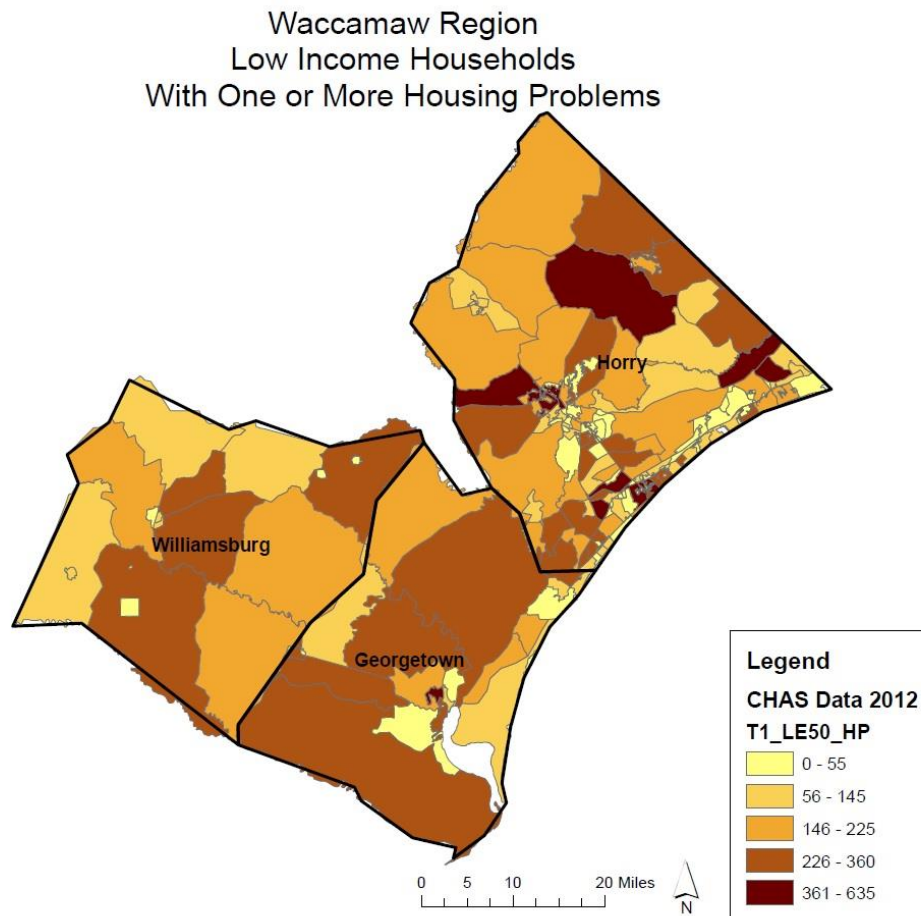 Waccamaw Region
Low Income Households
With One or More Housing Problems
Horry
Williamsburg
Georgetown
Legend
CHAS Data 2012
T1_LE50_HP
0 - 55
56 - 145
146 - 225
226 - 360
361 - 635
0 5 10 20 Miles
N